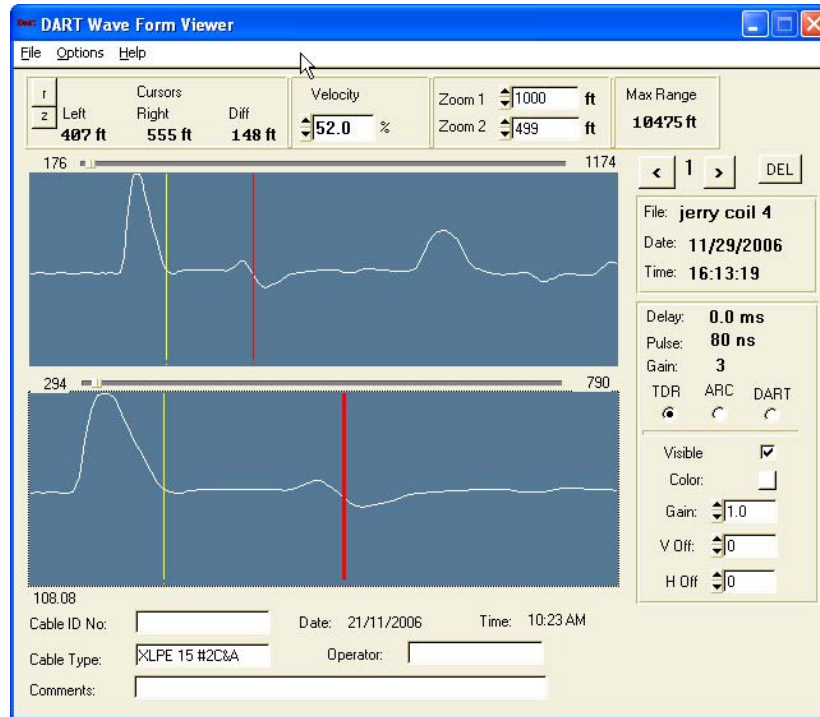 DART Wave Form Viewer
File Options Help
r
z
Cursors
Left Right Diff
407 ft 555 ft 148 ft
Velocity
52.0 %
Zoom 1 1000 ft
Zoom 2 499 ft
Max Range
10475 ft
176 1174
< 1 > DEL
File: jerry coil 4
Date: 11/29/2006
Time: 16:13:19
Delay: 0.0 ms
Pulse: 80 ns
Gain: 3
TDR ARC DART
294 790
Visible
Color:
Gain: 1.0
V Off: 0
H Off 0
108.08
Cable ID No:
Date: 21/11/2006 Time: 10:23 AM
Cable Type: XLPE 15 #2C&A Operator:
Comments: